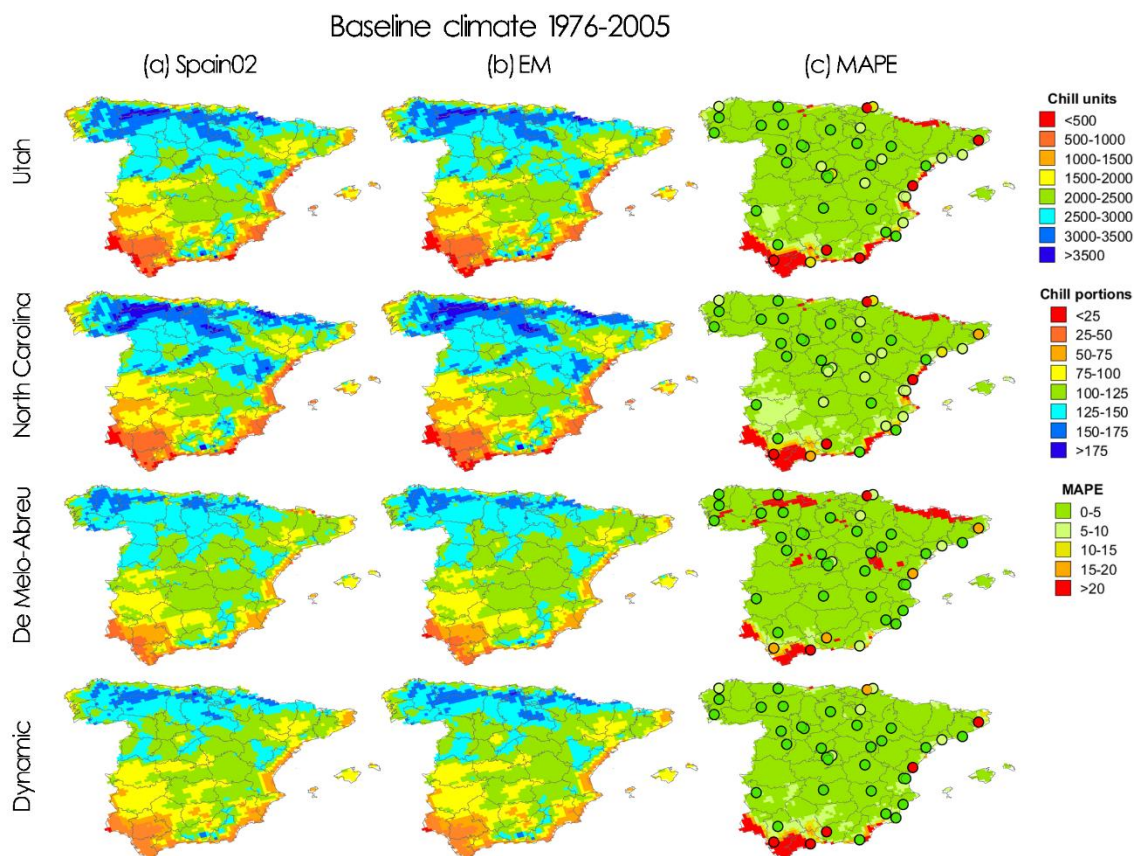 Baseline climate 1976-2005
(a) Spain02
(b) EM
(c) MAPE
Utah
North Carolina
De Melo-Abreu
Dynamic
Chill units
<500
500-1000
1000-1500
1500-2000
2000-2500
2500-3000
3000-3500
>3500
Chill portions
<25
25-50
50-75
75-100
100-125
125-150
150-175
>175
MAPE
0-5
5-10
10-15
15-20
>20